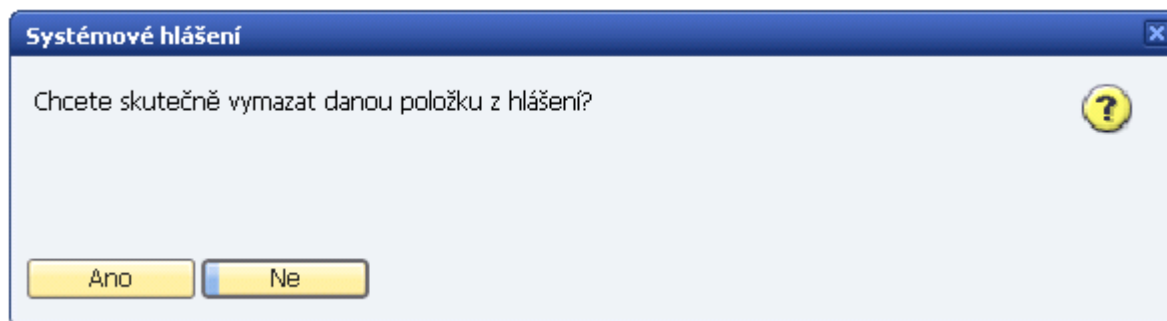 Systémové hlášení
Chcete skutečně vymazat danou položku z hlášení?
?
Ano
Ne